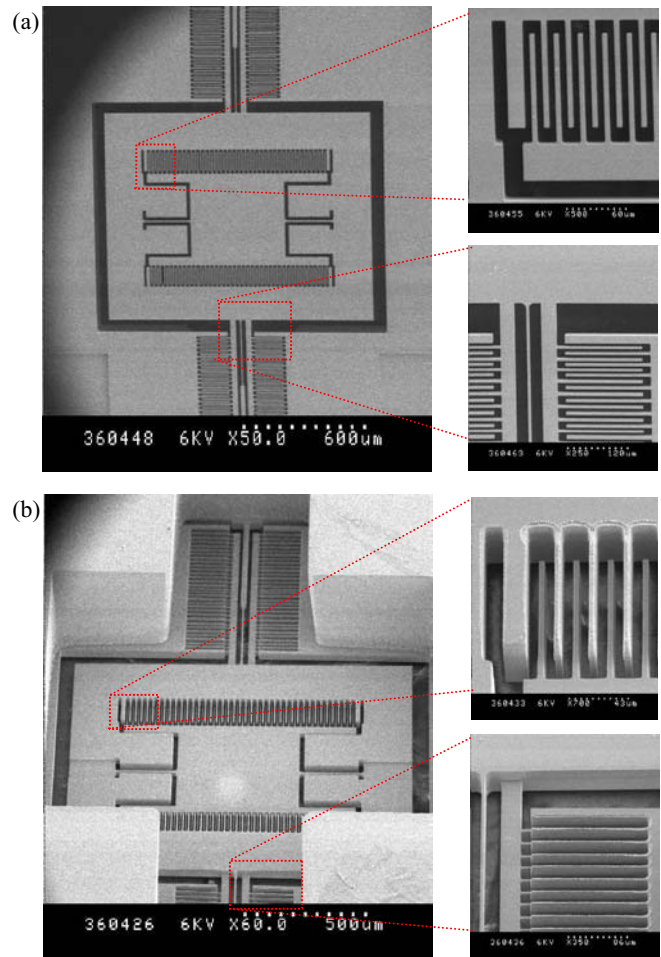 (a)
360455 6KV X500 60um
360448 6KV X50.0 600um
360463 6KV X250 120um
(b)
360433 6KV X700 43um
360426 6KV X60.0 500um
360436 6KV X350 86um